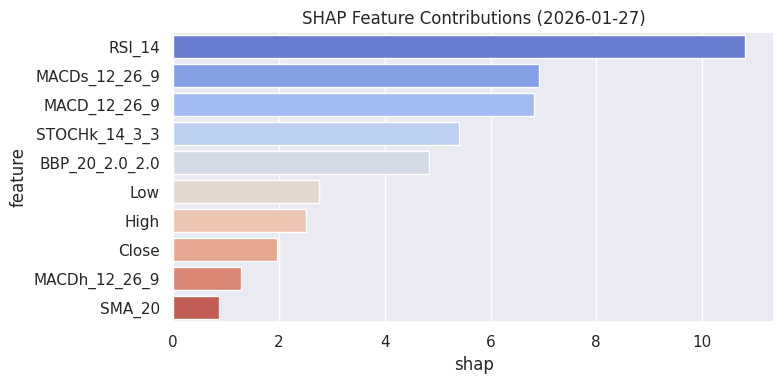 SHAP Feature Contributions (2026-01-27)
RSI_14
MACDs_12_26_9
MACD_12_26_9
STOCHk_14_3_3
BBP_20_2.0_2.0
Low
High
Close
MACDh_12_26_9
SMA_20
feature
0 2 4 6 8 10
shap